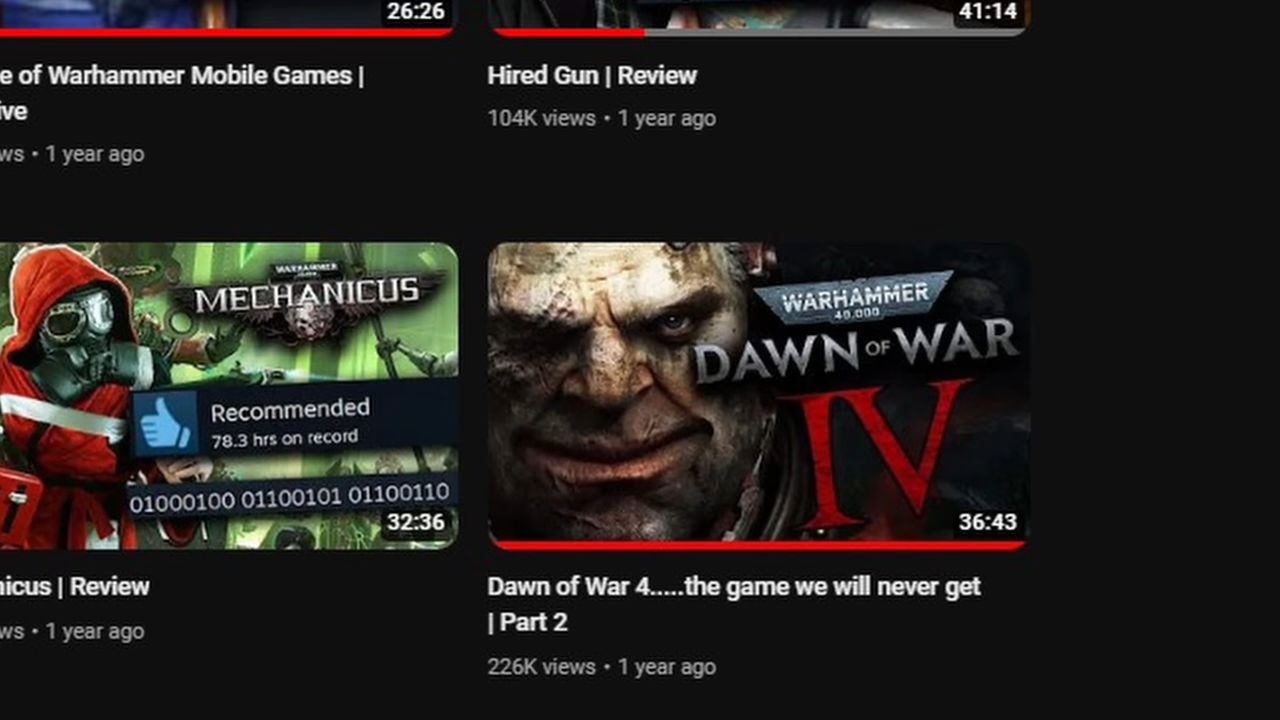 26:26
41:14
e of Warhammer Mobile Games |
ive
ws • 1 year ago
Hired Gun | Review
104K views • 1 year ago
WARHAMMER
MECHANICUS
Recommended
78.3 hrs on record
01000100 01100101 01100110
32:36
WARHAMMER
40,000
DAWN OF WAR
IV
36:43
nicus | Review
ws • 1 year ago
Dawn of War 4.....the game we will never get
| Part 2
226K views • 1 year ago